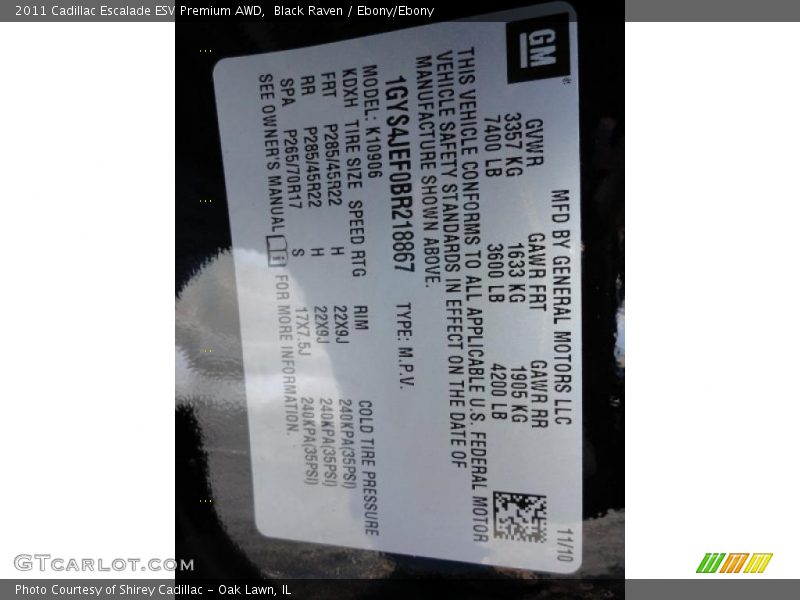 2011 Cadillac Escalade ESV Premium AWD, Black Raven / Ebony/Ebony
GM
®
MFD BY GENERAL MOTORS LLC 11/10
GVWR GAWR FRT GAWR RR
3357 KG 1633 KG 1905 KG
7400 LB 3600 LB 4200 LB
THIS VEHICLE CONFORMS TO ALL APPLICABLE U.S. FEDERAL MOTOR
VEHICLE SAFETY STANDARDS IN EFFECT ON THE DATE OF
MANUFACTURE SHOWN ABOVE.
1GYS4JEF0BR218867 TYPE: M.P.V.
MODEL: K10906
KDXH TIRE SIZE SPEED RTG RIM COLD TIRE PRESSURE
FRT P285/45R22 H 22X9J 240KPA(35PSI)
RR P285/45R22 H 22X9J 240KPA(35PSI)
SPA P265/70R17 S 17X7.5J 240KPA(35PSI)
SEE OWNER'S MANUAL i FOR MORE INFORMATION.
GTCarlot.com
Photo Courtesy of Shirey Cadillac - Oak Lawn, IL